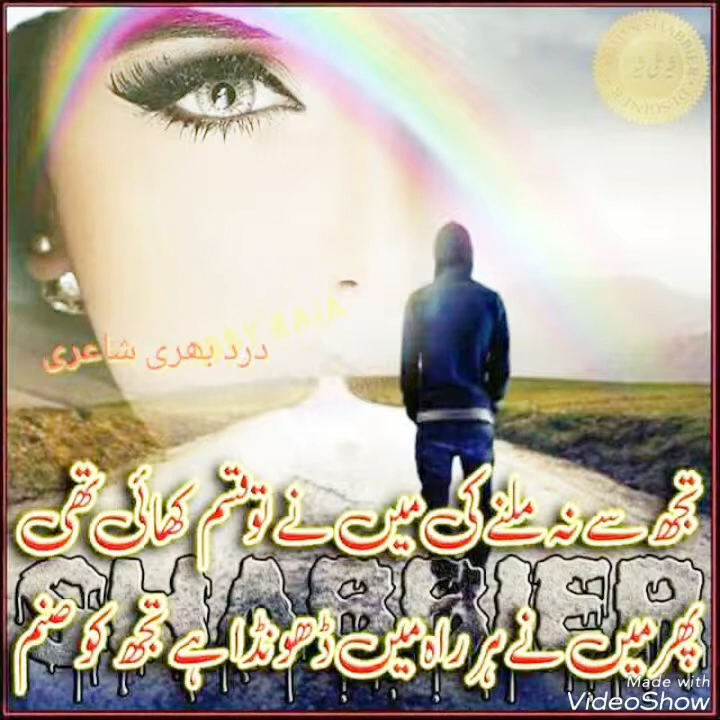 درد بھری شاعری
تجھ سے نہ ملنے کی میں نے تو قسم کھائی تھی
SHABBIER
پھر میں نے ہر راہ میں ڈھونڈا ہے تجھ کو صنم
Made with
VideoShow